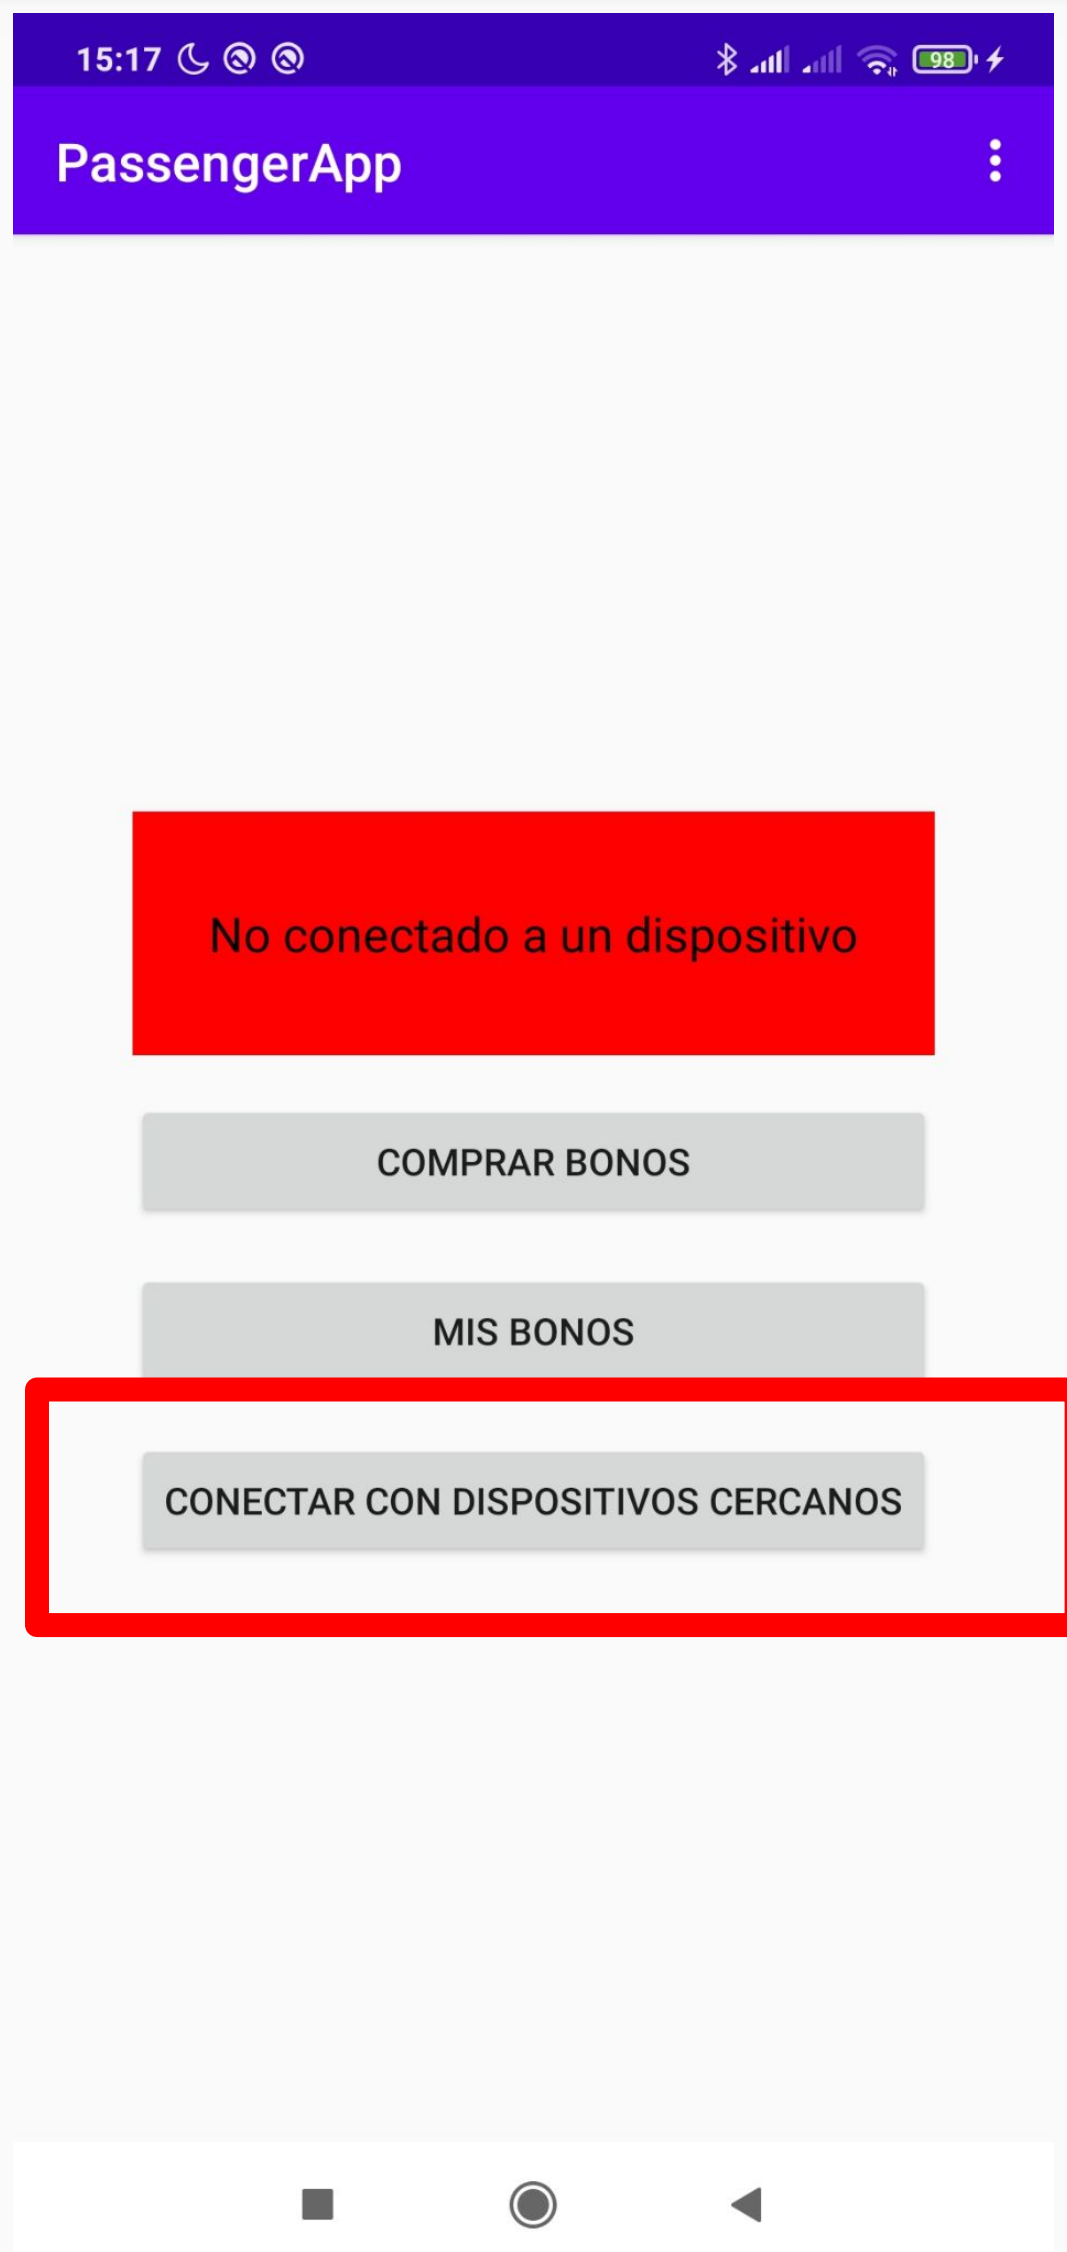 15:17
98
PassengerApp
No conectado a un dispositivo
COMPRAR BONOS
MIS BONOS
CONECTAR CON DISPOSITIVOS CERCANOS